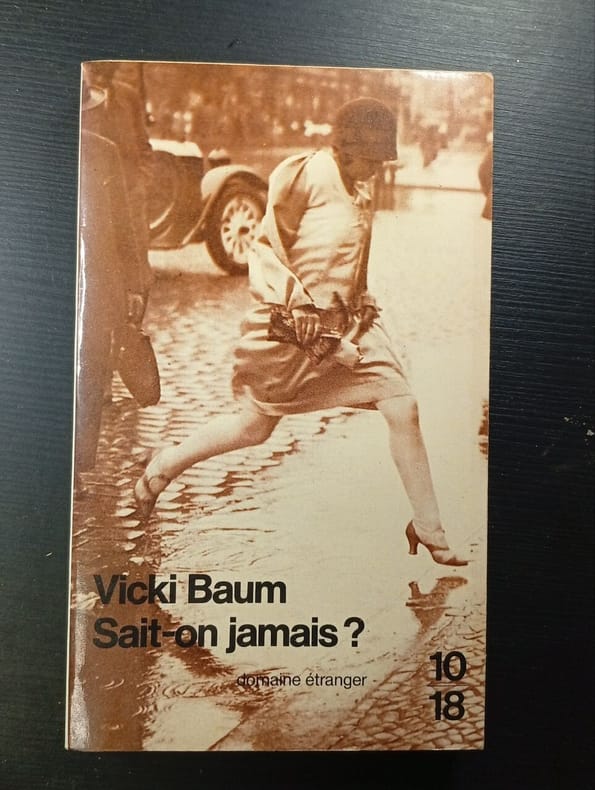 Vicki Baum
Sait-on jamais ?
domaine étranger
10
18